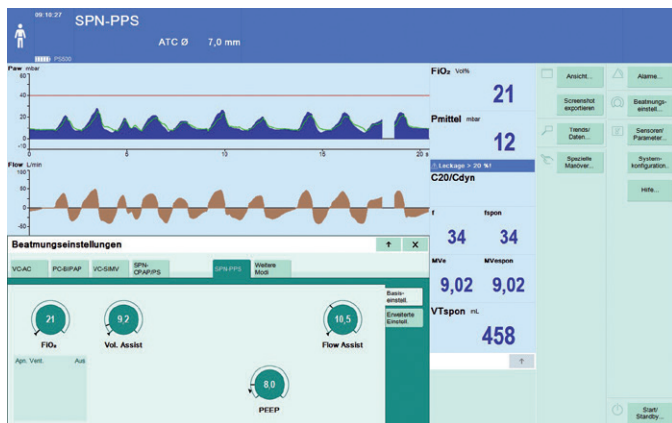 09:10:27
SPN-PPS
ATC Ø 7,0 mm
PS500
Paw mbar
60
40
20
0
-10
0
5
10
15
20 s
Flow L/min
150
100
0
-100
-150
FiO₂ Vol%
21
Pmittel mbar
12
Leckage > 20 %!
C20/Cdyn
f
fspon
34
34
MVe
MVespon
9,02
9,02
VTspon mL
458
Ansicht...
Alarme...
Screenshot
exportieren
Beatmungs-
einstell...
Trends/
Daten...
Sensoren/
Parameter...
Spezielle
Manöver...
System-
konfiguration...
Hilfe...
Start/
Standby...
Beatmungseinstellungen
X
VC-AC
PC-BIPAP
VC-SIMV
SPN-
CPAP/PS
SPN-PPS
Weitere
Modi
Basis-
einstell.
Erweiterte
Einstell.
21
FiO₂
9,2
Vol. Assist
10,5
Flow Assist
Apn. Vent. Aus
8,0
PEEP